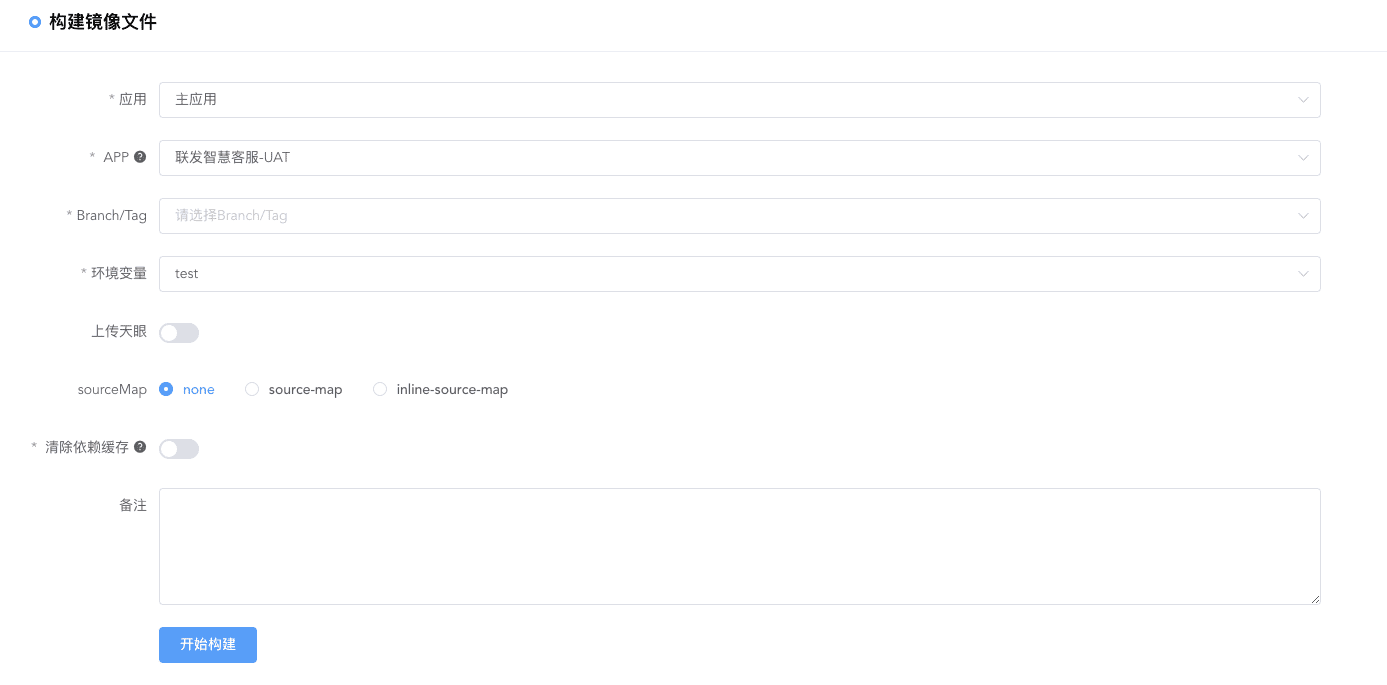 构建镜像文件
* 应用 主应用
* APP ? 联发智慧客服-UAT
* Branch/Tag 请选择Branch/Tag
* 环境变量 test
上传天眼
sourceMap none source-map inline-source-map
* 清除依赖缓存 ?
备注
开始构建